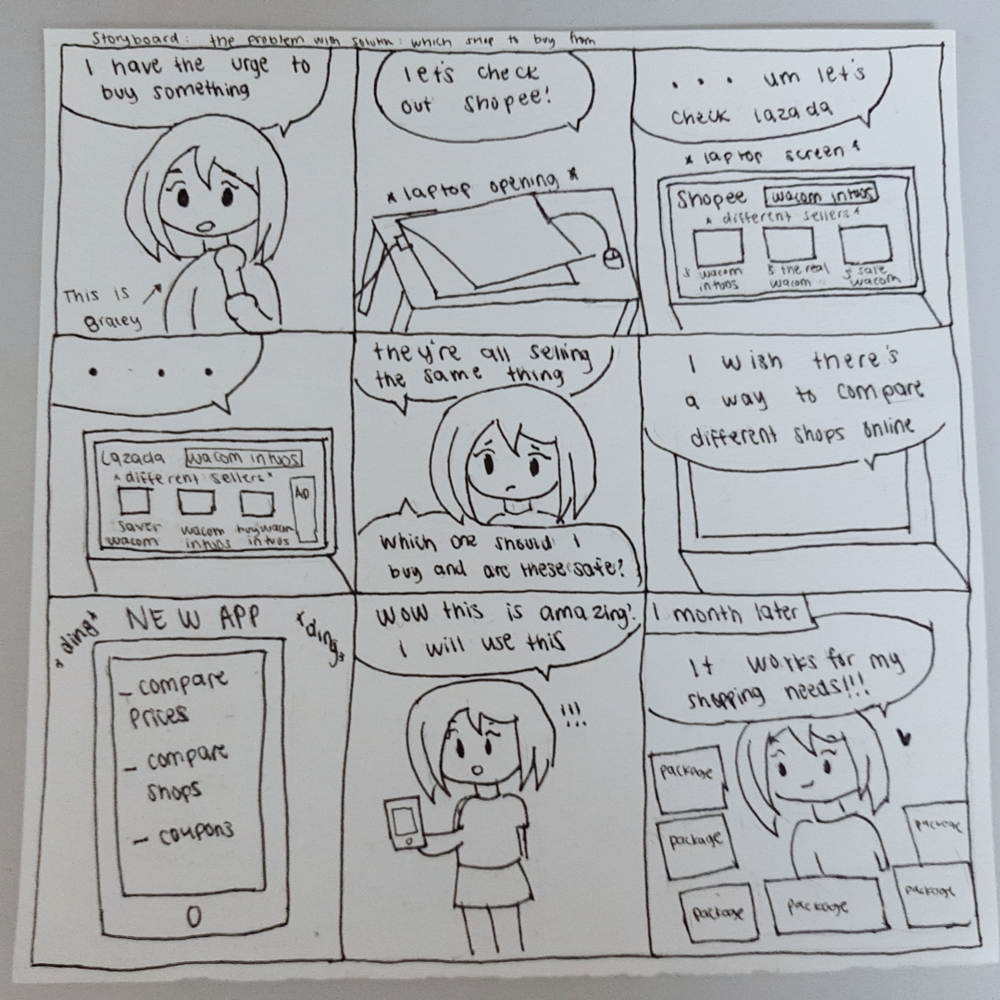 Storyboard: the problem with solution: which shop to buy from
I have the urge to
buy something
This is
Graley
let's check
out shopee!
*laptop opening*
. . . um let's
check lazada
*laptop screen*
Shopee wacom intuos
*different sellers*
$ wacom
intuos
$ the real
wacom
$ safe
wacom
. . .
Lazada wacom intuos
*different sellers*
AD
saver
wacom
wacom
intuos
buy wacom
intuos
they're all selling
the same thing
Which one should I
buy and are these safe?
I wish there's
a way to compare
different shops online
*ding*
NEW APP
*ding*
- compare
prices
- compare
shops
- coupons
Wow this is amazing!
I will use this
!!!
1 month later
It works for my
shopping needs!!!
package
package
package
package
package
package